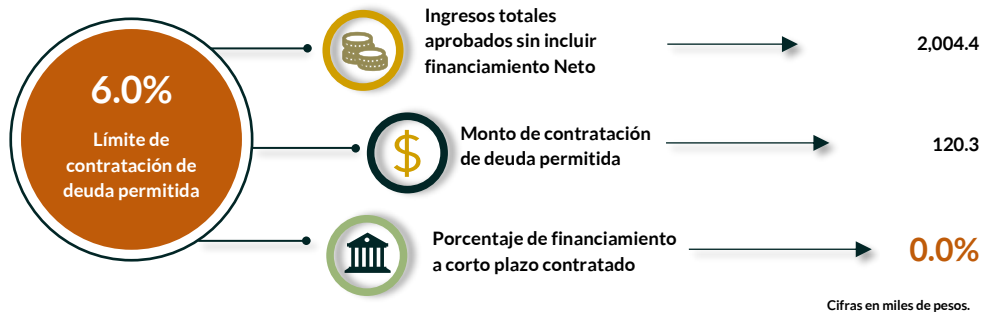 6.0%
Límite de
contratación de
deuda permitida
Ingresos totales
aprobados sin incluir
financiamiento Neto
2,004.4
$
Monto de contratación
de deuda permitida
120.3
Porcentaje de financiamiento
a corto plazo contratado
0.0%
Cifras en miles de pesos.